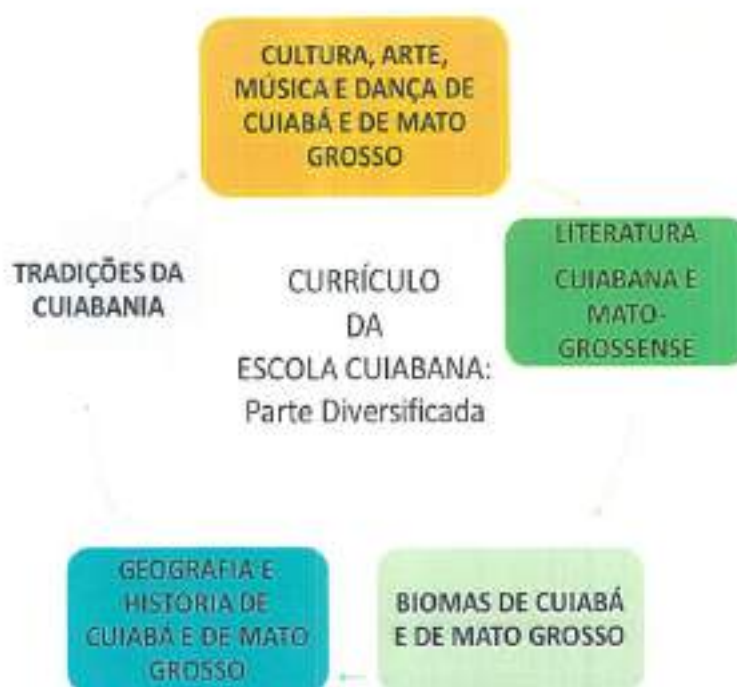 CULTURA, ARTE,
MÚSICA E DANÇA DE
CUIABÁ E DE MATO
GROSSO
LITERATURA
CUIABANA E
MATO-
GROSSENSE
TRADIÇÕES DA
CUIABANIA
CURRÍCULO
DA
ESCOLA CUIABANA:
Parte Diversificada
GEOGRAFIA E
HISTÓRIA DE
CUIABÁ E DE MATO
GROSSO
BIOMAS DE CUIABÁ
E DE MATO GROSSO